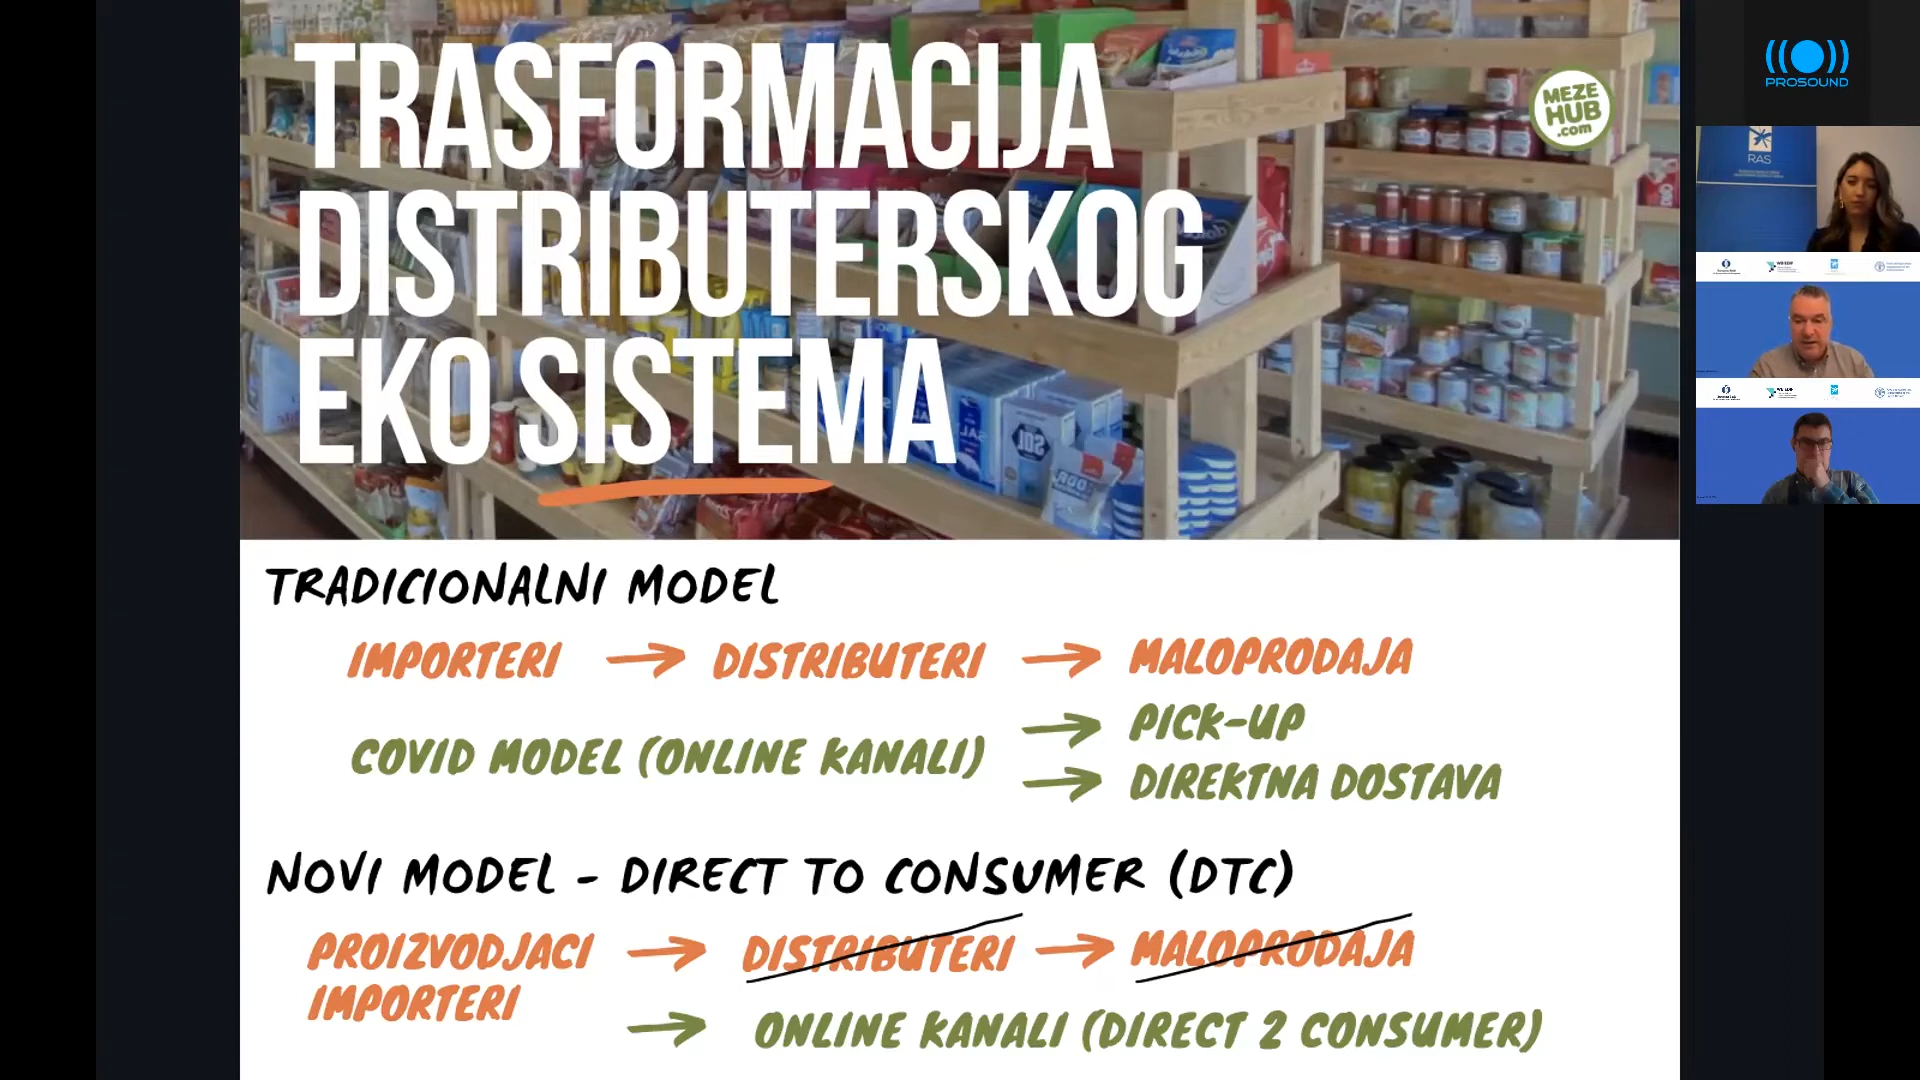 TRASFORMACIJA
DISTRIBUTERSKOG
EKO SISTEMA
MEZE
HUB
.com
TRADICIONALNI MODEL
IMPORTERI → DISTRIBUTERI → MALOPRODAJA
COVID MODEL (ONLINE KANALI) → PICK-UP
→ DIREKTNA DOSTAVA
NOVI MODEL - DIRECT TO CONSUMER (DTC)
PROIZVODJACI IMPORTERI → DISTRIBUTERI → MALOPRODAJA
→ ONLINE KANALI (DIRECT 2 CONSUMER)
PROSOUND
RAS